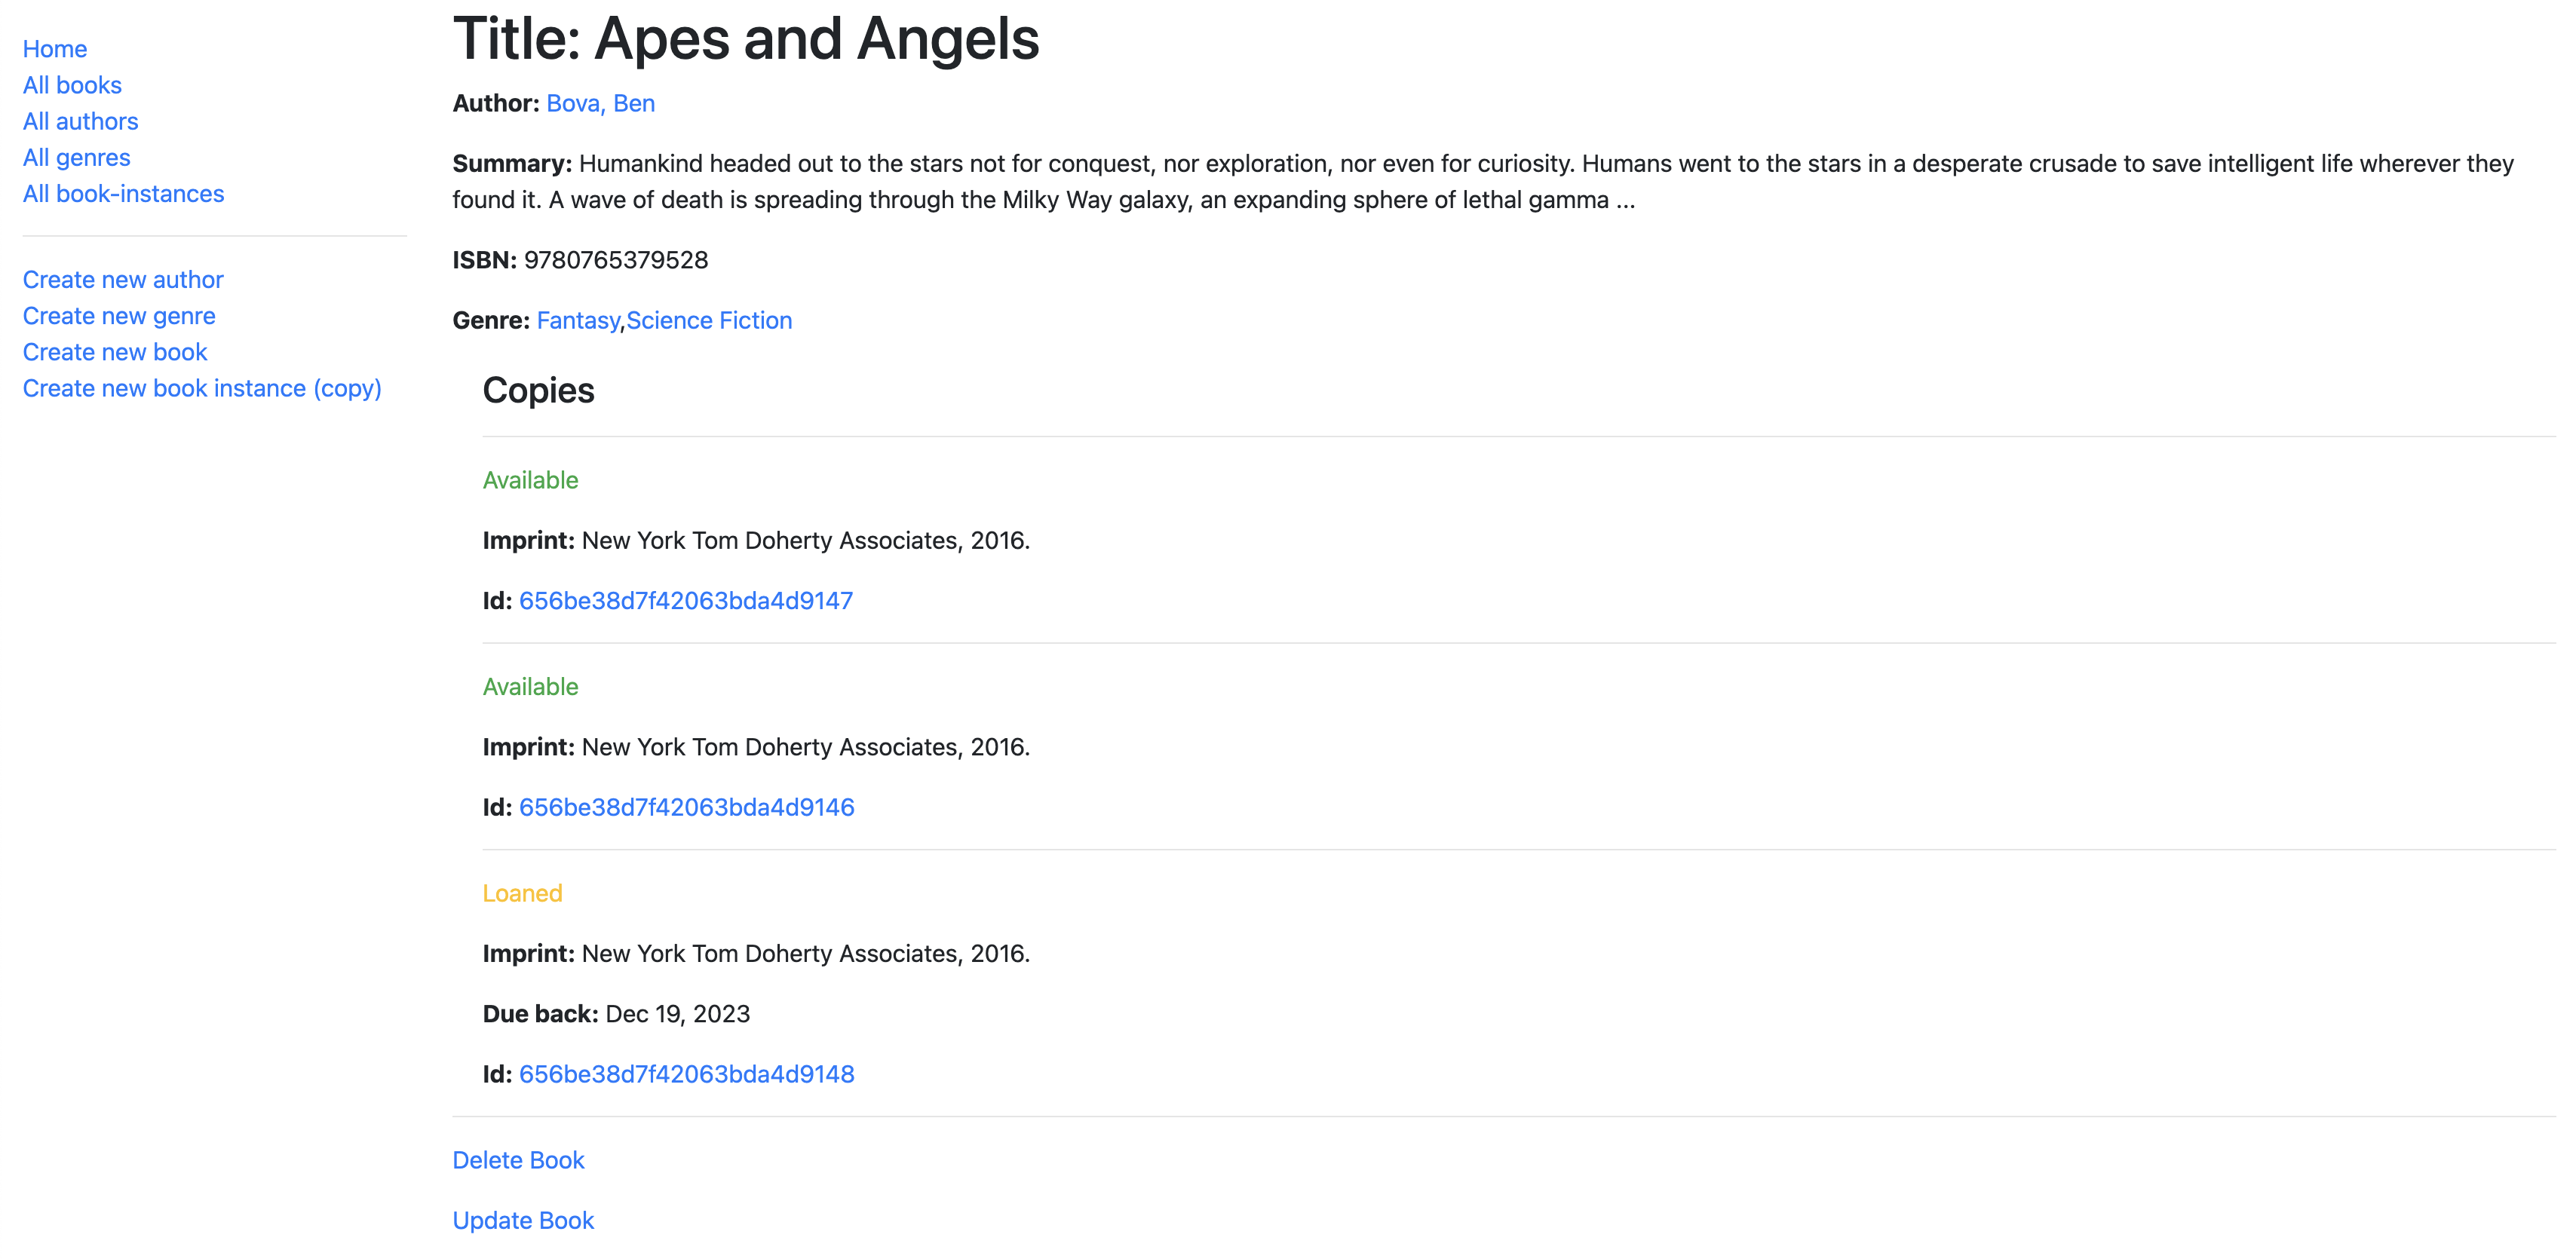 Home
All books
All authors
All genres
All book-instances
Create new author
Create new genre
Create new book
Create new book instance (copy)
Title: Apes and Angels
Author: Bova, Ben
Summary: Humankind headed out to the stars not for conquest, nor exploration, nor even for curiosity. Humans went to the stars in a desperate crusade to save intelligent life wherever they
found it. A wave of death is spreading through the Milky Way galaxy, an expanding sphere of lethal gamma ...
ISBN: 9780765379528
Genre: Fantasy,Science Fiction
Copies
Available
Imprint: New York Tom Doherty Associates, 2016.
Id: 656be38d7f42063bda4d9147
Available
Imprint: New York Tom Doherty Associates, 2016.
Id: 656be38d7f42063bda4d9146
Loaned
Imprint: New York Tom Doherty Associates, 2016.
Due back: Dec 19, 2023
Id: 656be38d7f42063bda4d9148
Delete Book
Update Book